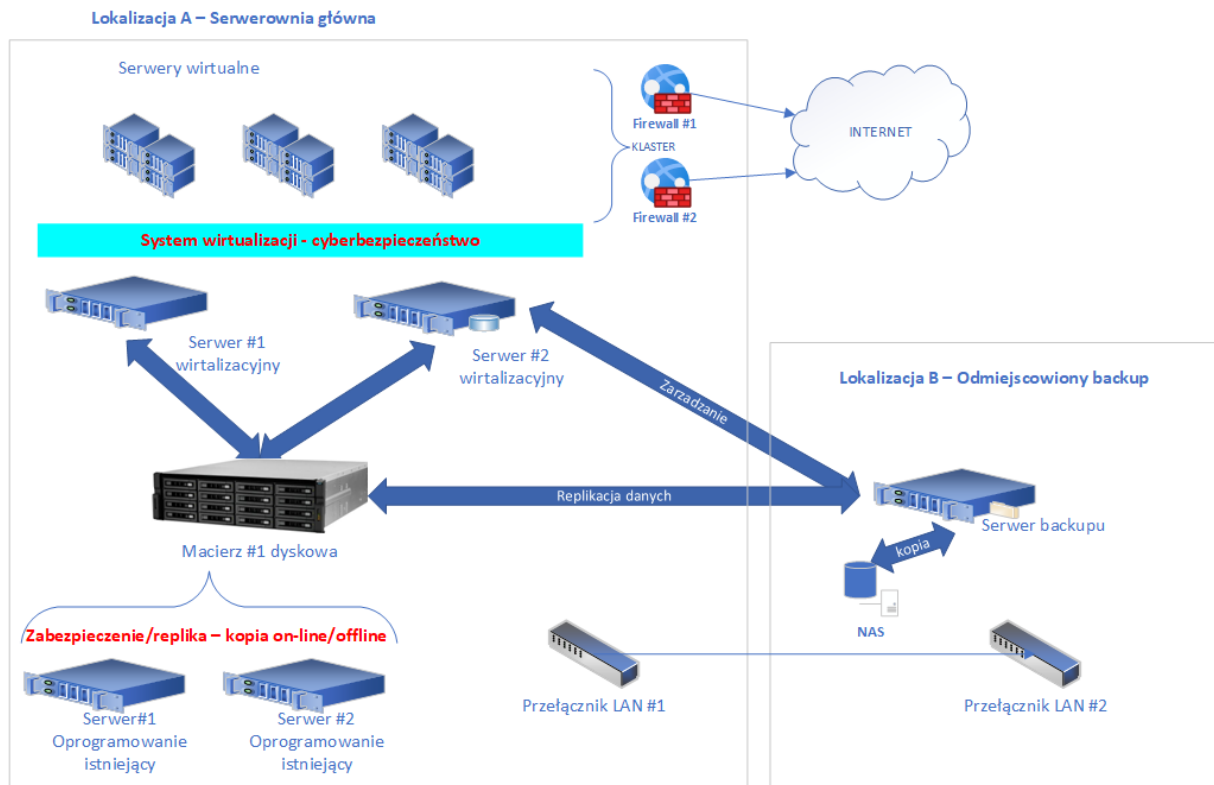 Lokalizacja A – Serwerownia główna
Serwery wirtualne
Firewall #1
KLASTER
INTERNET
Firewall #2
System wirtualizacji - cyberbezpieczeństwo
Serwer #1
wirtalizacyjny
Serwer #2
wirtalizacyjny
Zarzadzanie
Lokalizacja B – Odmiejscowiony backup
Replikacja danych
Serwer backupu
kopia
NAS
Macierz #1 dyskowa
Zabezpieczenie/replika – kopia on-line/offline
Serwer#1
Oprogramowanie
istniejący
Serwer #2
Oprogramowanie
istniejący
Przełącznik LAN #1
Przełącznik LAN #2